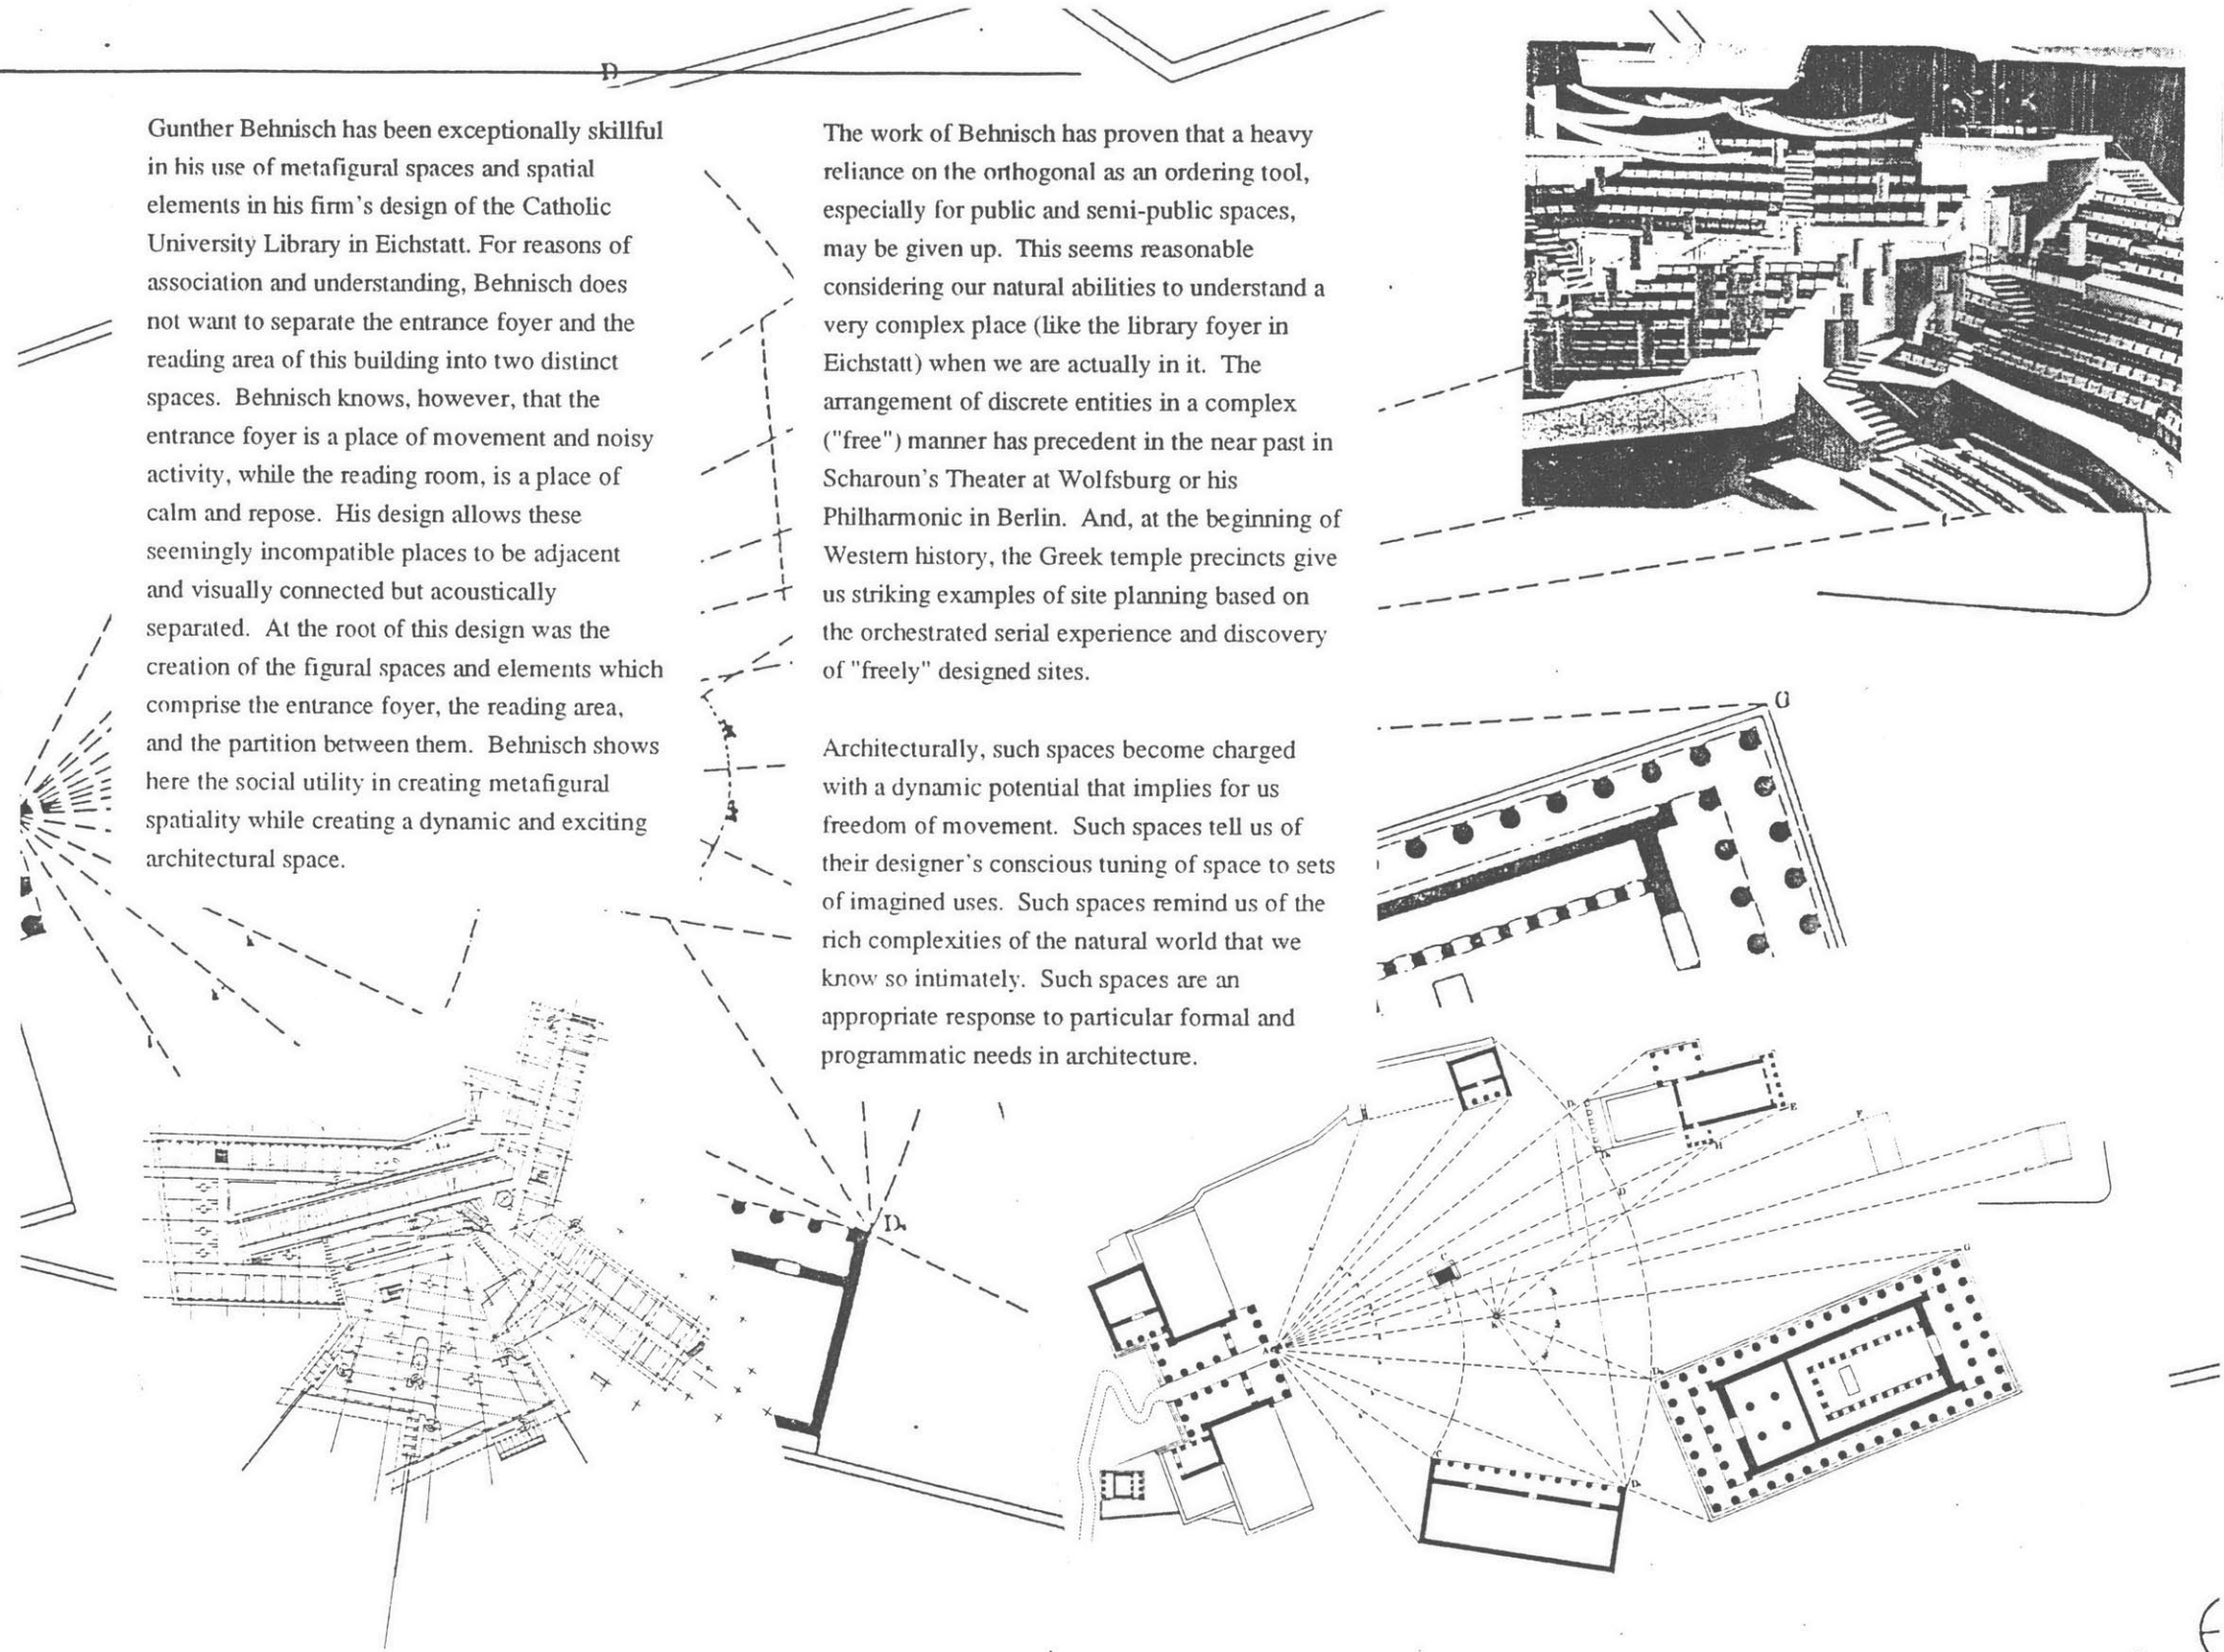 D
Gunther Behnisch has been exceptionally skillful
in his use of metafigural spaces and spatial
elements in his firm's design of the Catholic
University Library in Eichstatt. For reasons of
association and understanding, Behnisch does
not want to separate the entrance foyer and the
reading area of this building into two distinct
spaces. Behnisch knows, however, that the
entrance foyer is a place of movement and noisy
activity, while the reading room, is a place of
calm and repose. His design allows these
seemingly incompatible places to be adjacent
and visually connected but acoustically
separated. At the root of this design was the
creation of the figural spaces and elements which
comprise the entrance foyer, the reading area,
and the partition between them. Behnisch shows
here the social utility in creating metafigural
spatiality while creating a dynamic and exciting
architectural space.
The work of Behnisch has proven that a heavy
reliance on the orthogonal as an ordering tool,
especially for public and semi-public spaces,
may be given up. This seems reasonable
considering our natural abilities to understand a
very complex place (like the library foyer in
Eichstatt) when we are actually in it. The
arrangement of discrete entities in a complex
("free") manner has precedent in the near past in
Scharoun's Theater at Wolfsburg or his
Philharmonic in Berlin. And, at the beginning of
Western history, the Greek temple precincts give
us striking examples of site planning based on
the orchestrated serial experience and discovery
of "freely" designed sites.
Architecturally, such spaces become charged
with a dynamic potential that implies for us
freedom of movement. Such spaces tell us of
their designer's conscious tuning of space to sets
of imagined uses. Such spaces remind us of the
rich complexities of the natural world that we
know so intimately. Such spaces are an
appropriate response to particular formal and
programmatic needs in architecture.
G
D
E
F
H
D
C
G
A
K
D
C
D